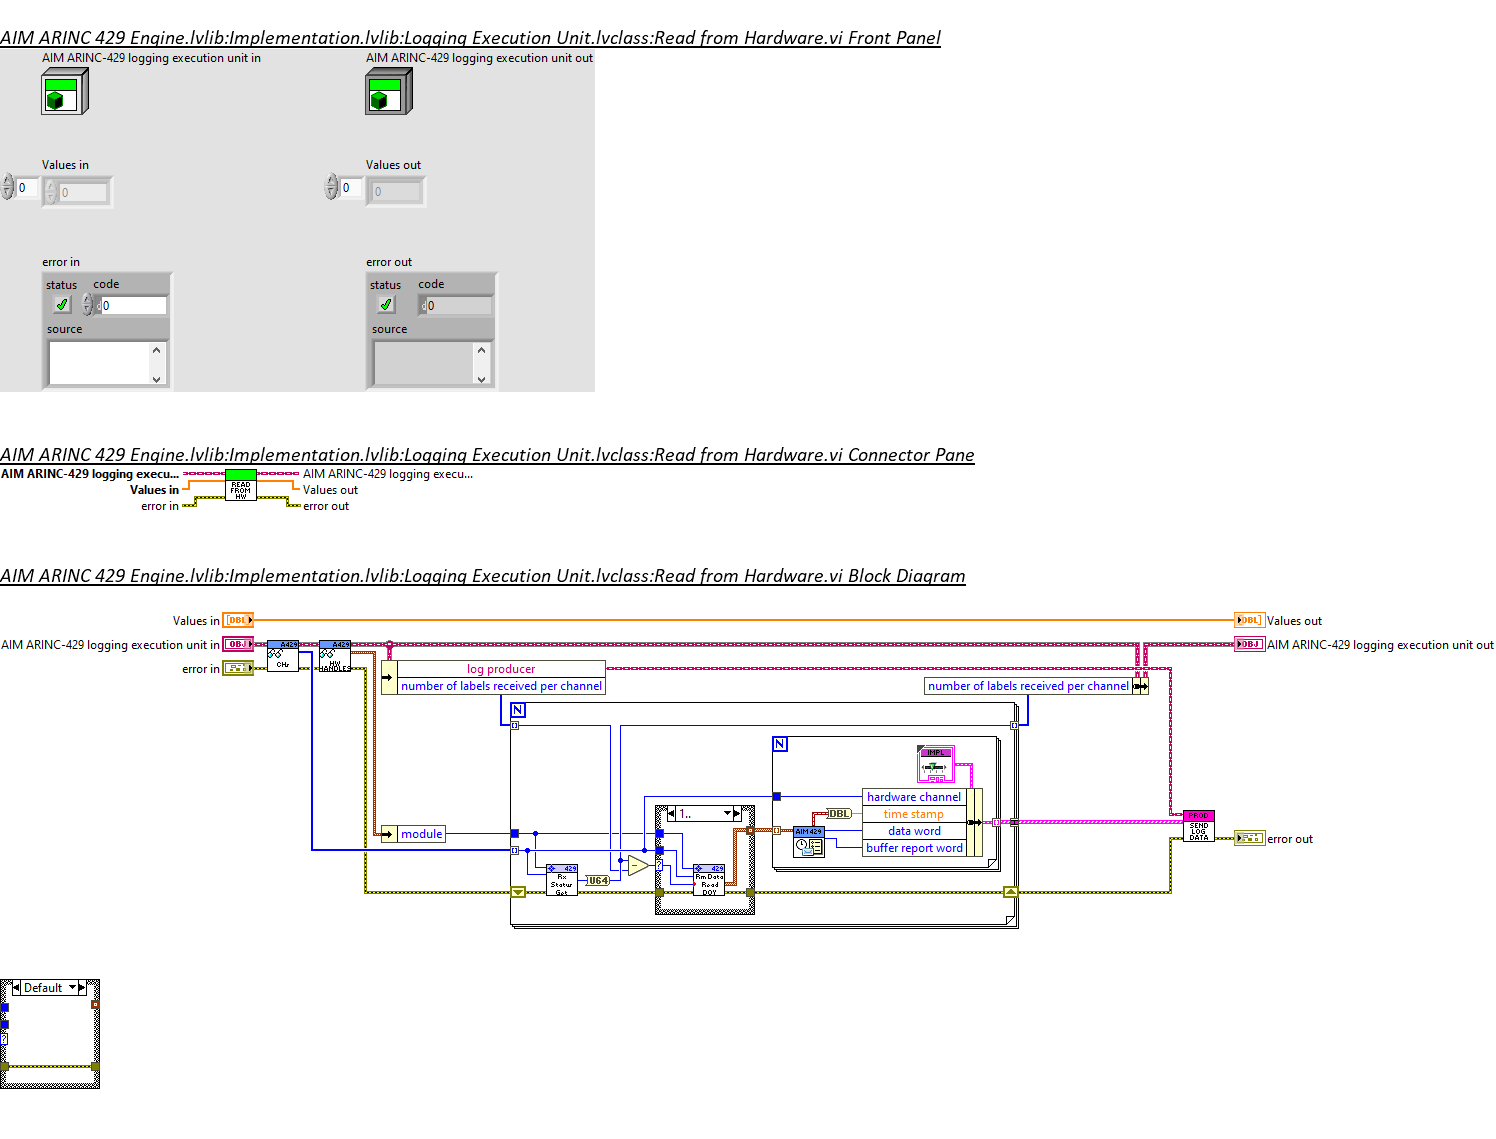 AIM ARINC 429 Engine.lvlib:Implementation.lvlib:Logging Execution Unit.lvclass:Read from Hardware.vi Front Panel
AIM ARINC-429 logging execution unit in
AIM ARINC-429 logging execution unit out
Values in
Values out
0
0
0
0
error in
error out
status
code
status
code
0
0
source
source
AIM ARINC 429 Engine.lvlib:Implementation.lvlib:Logging Execution Unit.lvclass:Read from Hardware.vi Connector Pane
AIM ARINC-429 logging execu...
AIM ARINC-429 logging execu...
READ
FROM
HW
Values in
Values out
error in
error out
AIM ARINC 429 Engine.lvlib:Implementation.lvlib:Logging Execution Unit.lvclass:Read from Hardware.vi Block Diagram
Values in
DBL
DBL
Values out
AIM ARINC-429 logging execution unit in
OBJ
A429
CHs
A429
HW
HANDLES
OBJ
AIM ARINC-429 logging execution unit out
error in
log producer
number of labels received per channel
number of labels received per channel
N
N
IMPL
1..
hardware channel
time stamp
data word
buffer report word
DBL
AIM 429
module
429
Rx
Status
Get
U64
?
429
Rm Data
Read
DQY
PROD
SEND
LOG
DATA
error out
Default
?